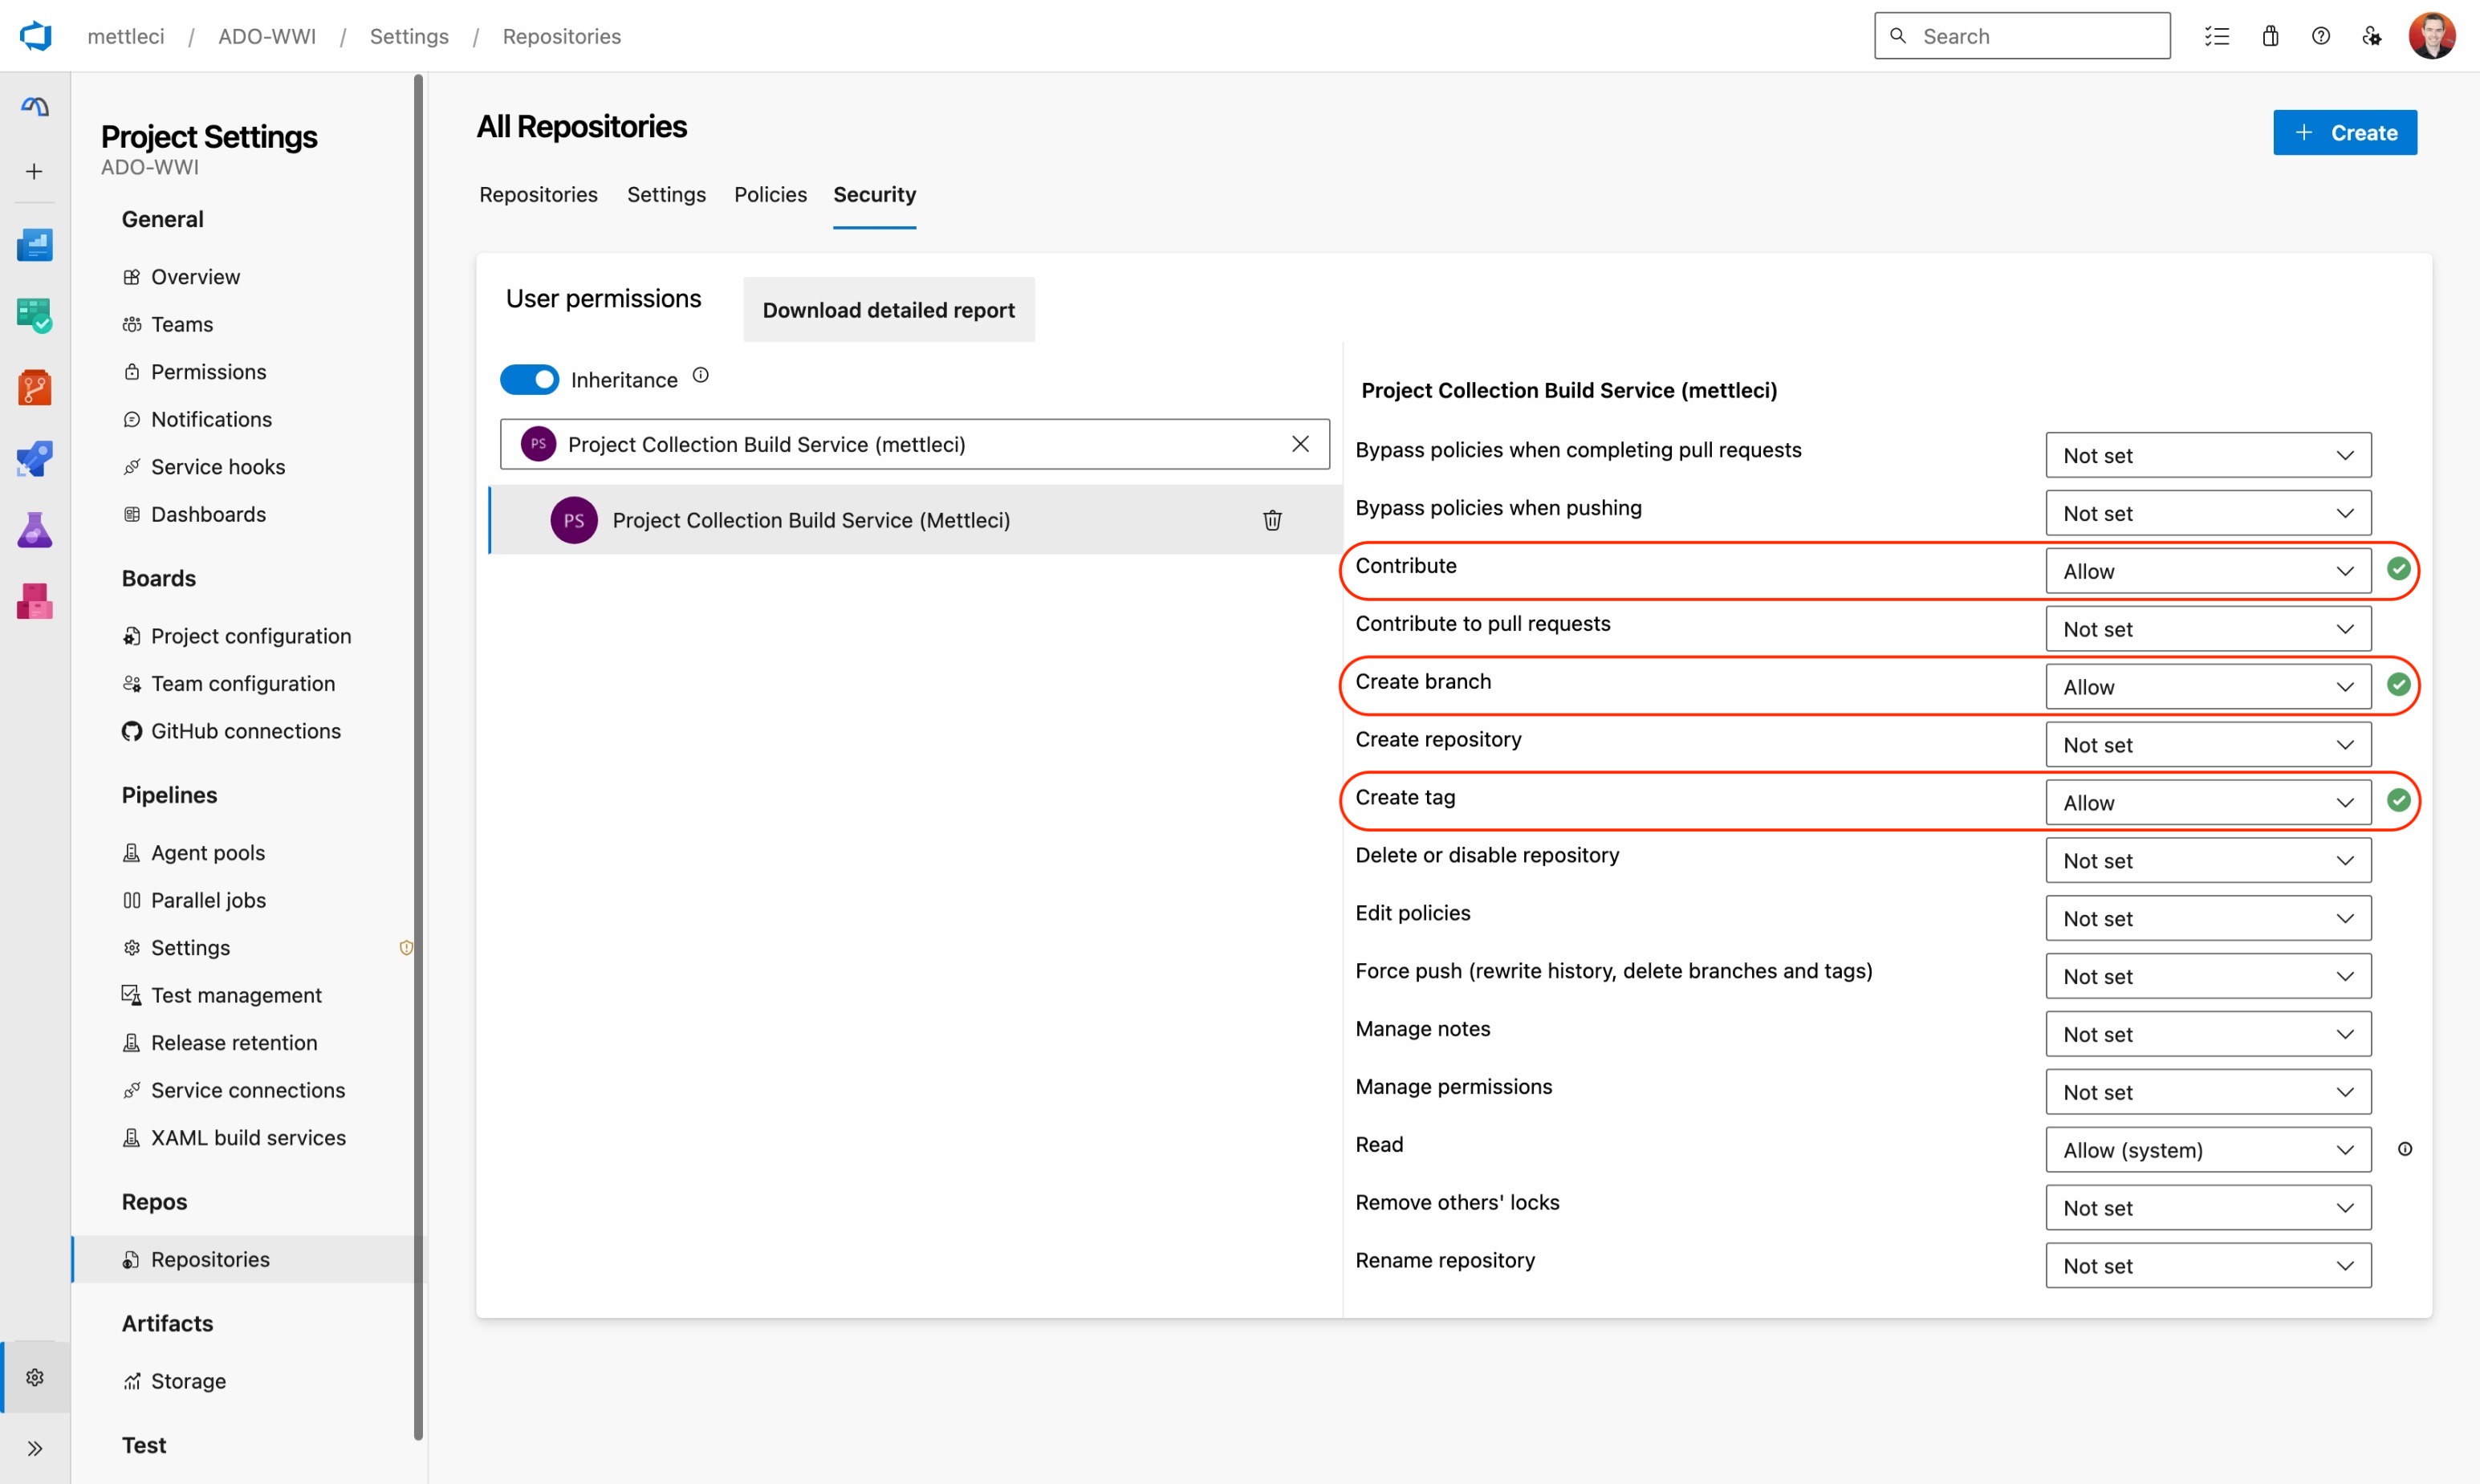 mettleci / ADO-WWI / Settings / Repositories
Search
Project Settings
ADO-WWI
General
Overview
Teams
Permissions
Notifications
Service hooks
Dashboards
Boards
Project configuration
Team configuration
GitHub connections
Pipelines
Agent pools
Parallel jobs
Settings
Test management
Release retention
Service connections
XAML build services
Repos
Repositories
Artifacts
Storage
Test
All Repositories
Create
Repositories Settings Policies Security
User permissions
Download detailed report
Inheritance
PS Project Collection Build Service (mettleci)
PS Project Collection Build Service (Mettleci)
Project Collection Build Service (mettleci)
Bypass policies when completing pull requests Not set
Bypass policies when pushing Not set
Contribute Allow
Contribute to pull requests Not set
Create branch Allow
Create repository Not set
Create tag Allow
Delete or disable repository Not set
Edit policies Not set
Force push (rewrite history, delete branches and tags) Not set
Manage notes Not set
Manage permissions Not set
Read Allow (system)
Remove others' locks Not set
Rename repository Not set